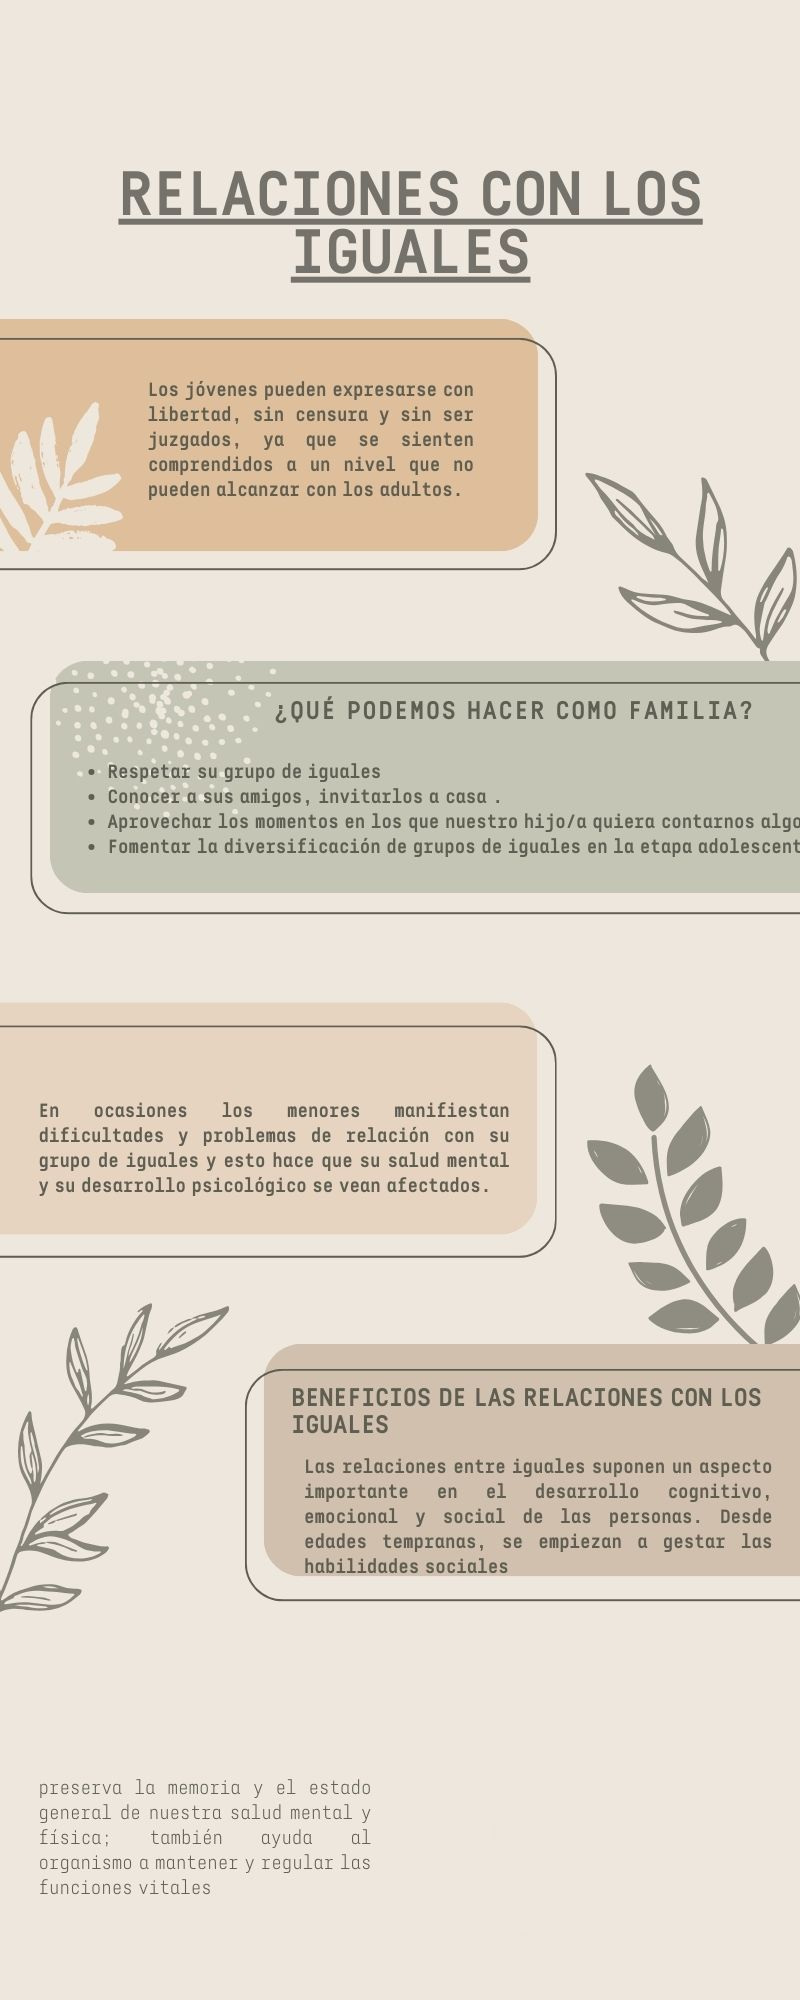 RELACIONES CON LOS
IGUALES
Los jóvenes pueden expresarse con
libertad, sin censura y sin ser
juzgados, ya que se sienten
comprendidos a un nivel que no
pueden alcanzar con los adultos.
¿QUÉ PODEMOS HACER COMO FAMILIA?
• Respetar su grupo de iguales
• Conocer a sus amigos, invitarlos a casa .
• Aprovechar los momentos en los que nuestro hijo/a quiera contarnos algo
• Fomentar la diversificación de grupos de iguales en la etapa adolescent
En ocasiones los menores manifiestan
dificultades y problemas de relación con su
grupo de iguales y esto hace que su salud mental
y su desarrollo psicológico se vean afectados.
BENEFICIOS DE LAS RELACIONES CON LOS
IGUALES
Las relaciones entre iguales suponen un aspecto
importante en el desarrollo cognitivo,
emocional y social de las personas. Desde
edades tempranas, se empiezan a gestar las
habilidades sociales
preserva la memoria y el estado
general de nuestra salud mental y
física; también ayuda al
organismo a mantener y regular las
funciones vitales